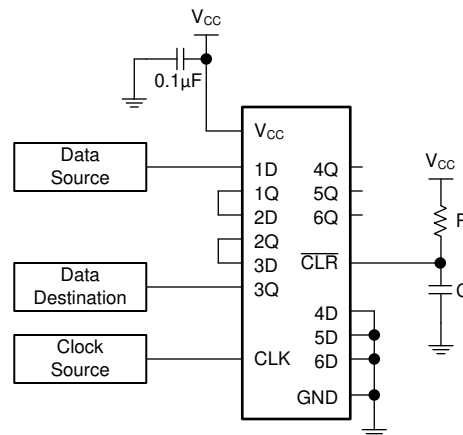 VCC
0.1µF
VCC
Data
Source
1D
4Q
1Q
5Q
VCC
2D
6Q
R
2Q
3D
CLR
C
Data
Destination
3Q
4D
5D
Clock
Source
CLK
6D
GND